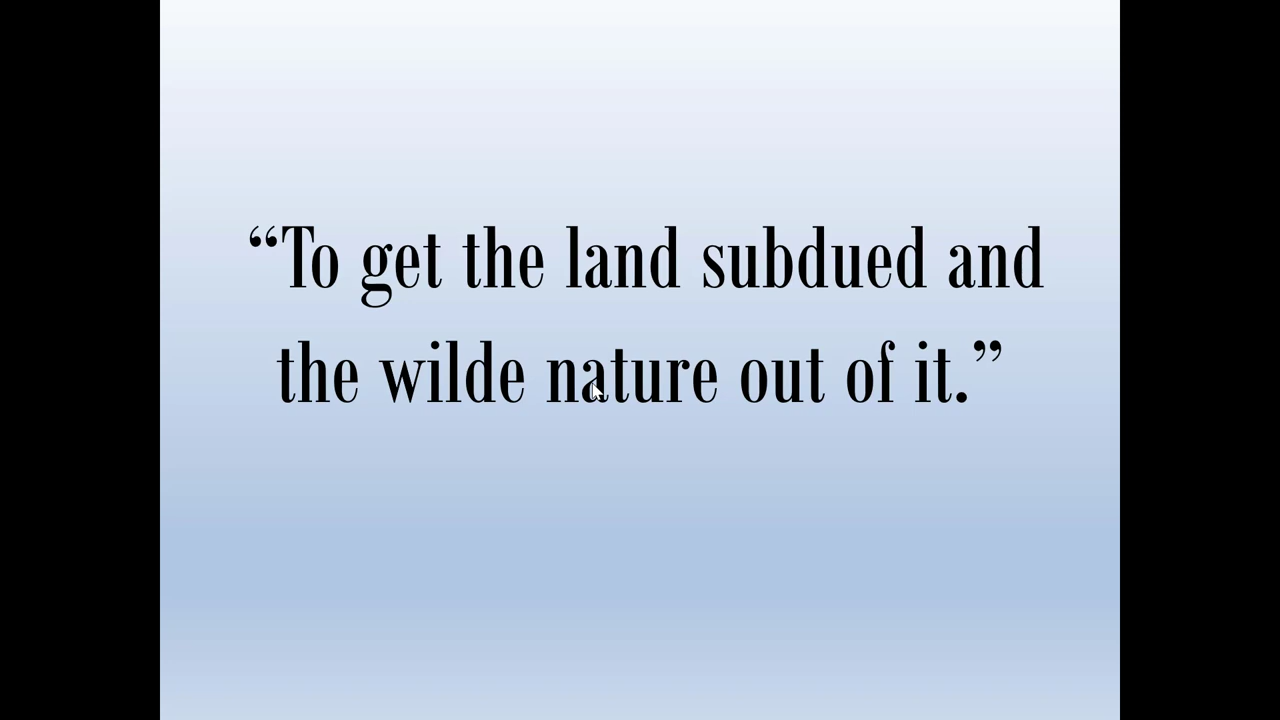 “To get the land subdued and
the wilde nature out of it.”